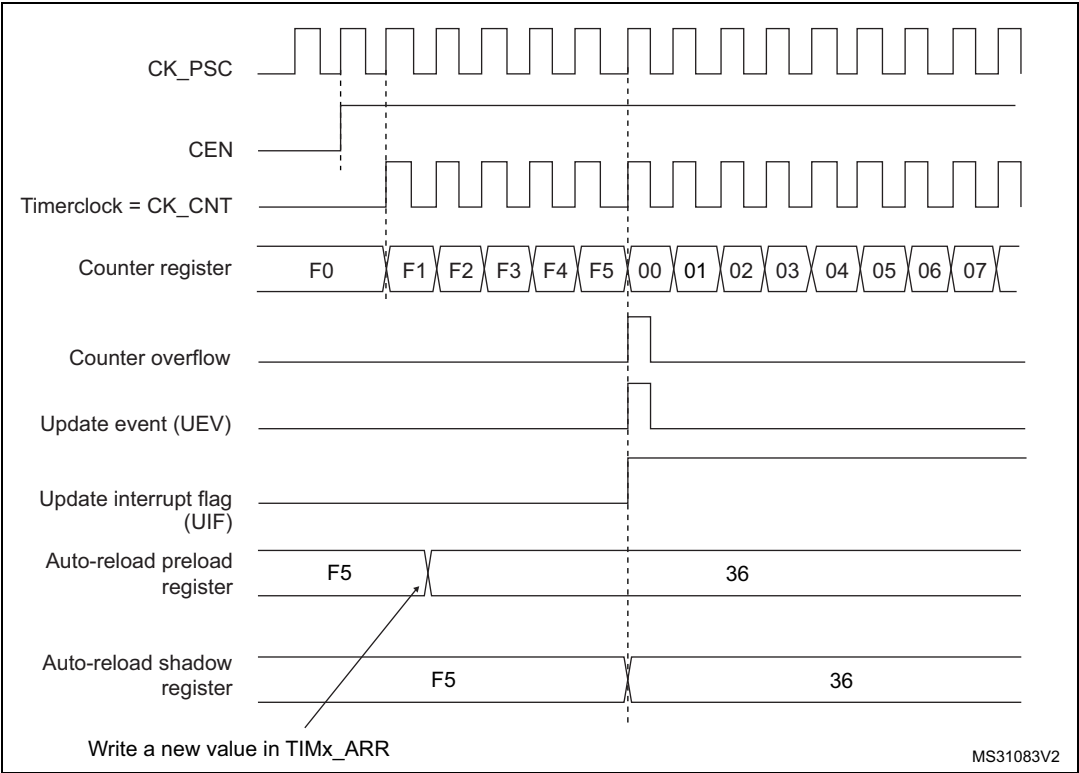 CK_PSC
CEN
Timerclock = CK_CNT
Counter register F0 F1 F2 F3 F4 F5 00 01 02 03 04 05 06 07
Counter overflow
Update event (UEV)
Update interrupt flag
(UIF)
Auto-reload preload
register
F5 36
Auto-reload shadow
register
F5 36
Write a new value in TIMx_ARR
MS31083V2